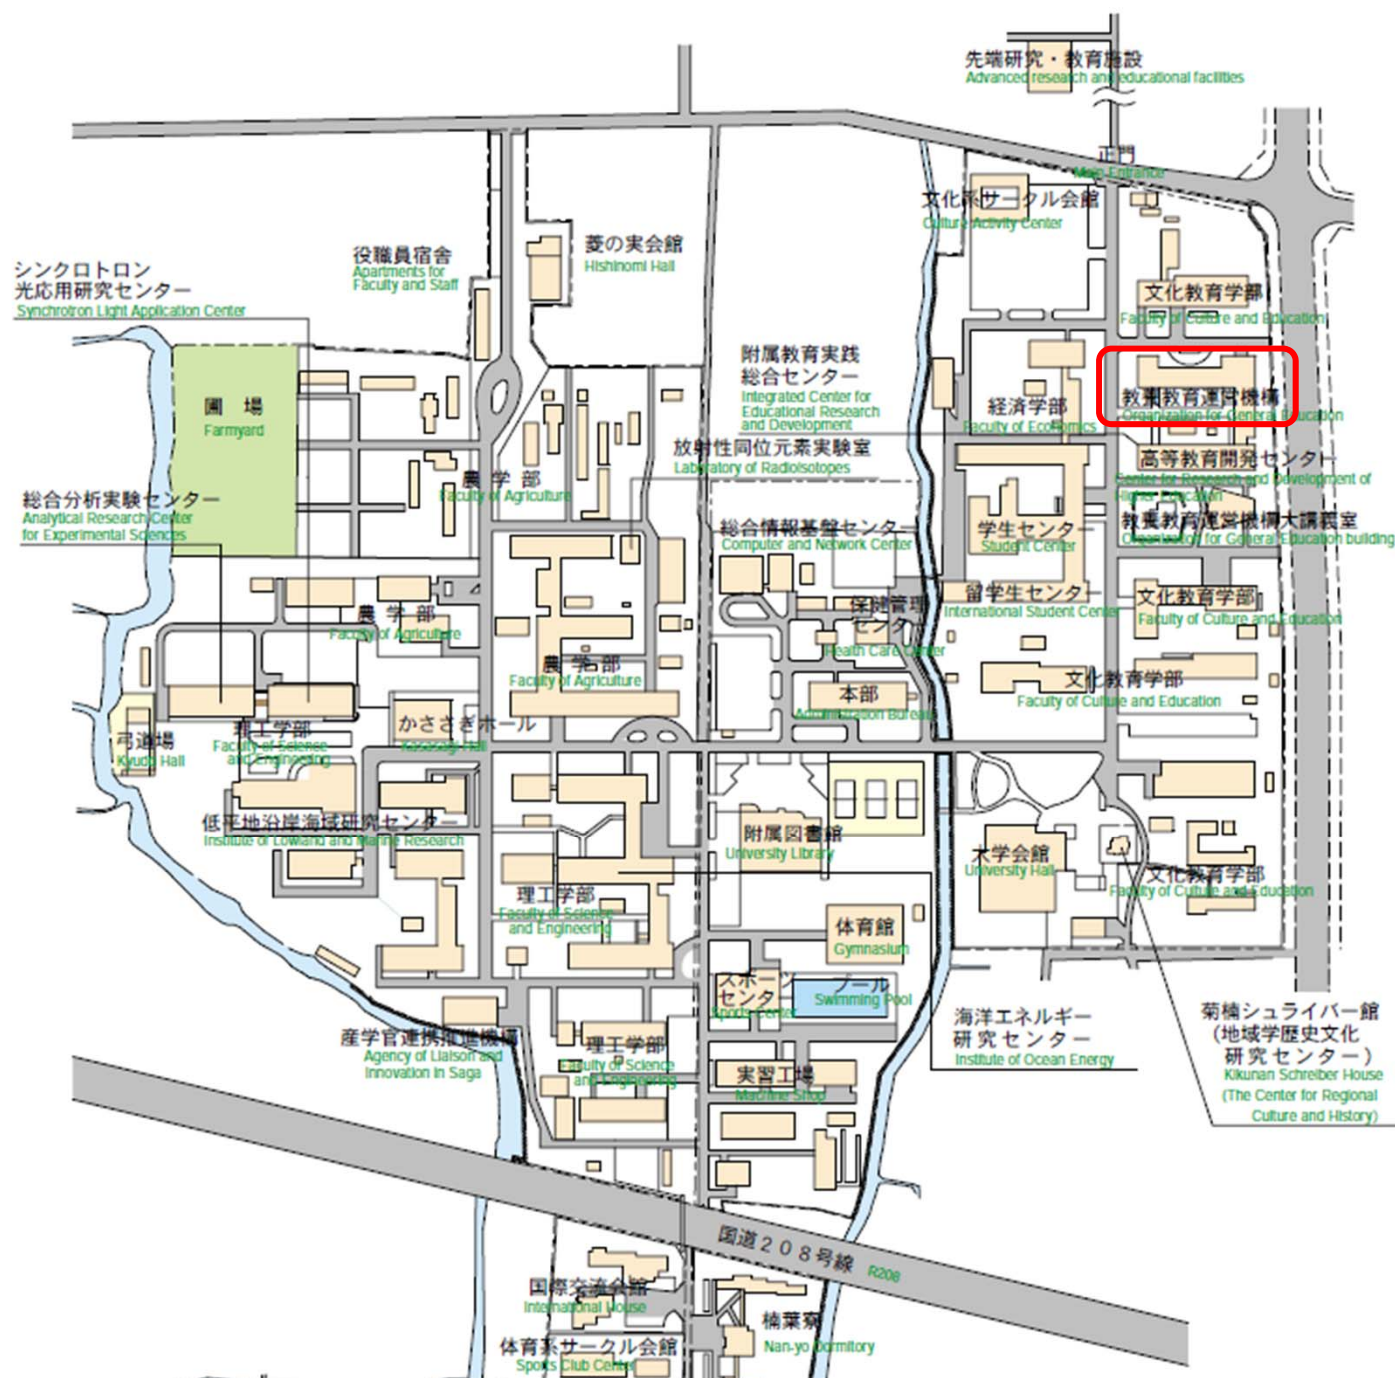 先端研究・教育施設
Advanced research and educational facilities
正門
Main Entrance
文化系サークル会館
Culture Activity Center
役職員宿舎
Apartments for
Faculty and Staff
菱の実会館
Hishinomi Hall
シンクロトロン
光応用研究センター
Synchrotron Light Application Center
文化教育学部
Faculty of Culture and Education
附属教育実践
総合センター
Integrated Center for
Educational Research
and Development
教養教育運営機構
Organization for General Education
圃 場
Farmyard
経済学部
Faculty of Economics
放射性同位元素実験室
Labratory of Radioisotopes
高等教育開発センター
Center for Research and Development of
Higher Education
農 学 部
Faculty of Agriculture
総合分析実験センター
Analytical Research Center
for Experimental Sciences
総合情報基盤センター
Computer and Network Center
学生センター
Student Center
教養教育運営機構大講義室
Organization for General Education building
農 学 部
Faculty of Agriculture
保健管理
センター
Health Care Center
留学生センター
International Student Center
文化教育学部
Faculty of Culture and Education
農 学 部
Faculty of Agriculture
本部
Administration Bureau
文化教育学部
Faculty of Culture and Education
弓道場
Kyudo Hall
理工学部
Faculty of Science
and Engineering
かささぎホール
Kasasagi Hall
低平地沿岸海域研究センター
Institute of Lowland and Marine Research
附属図書館
University Library
大学会館
University Hall
文化教育学部
Faculty of Culture and Education
理工学部
Faculty of Science
and Engineering
体育館
Gymnasium
スポーツ
センター
Sports Center
プール
Swimming Pool
産学官連携推進機構
Agency of Liaison and
Innovation in Saga
理工学部
Faculty of Science
and Engineering
海洋エネルギー
研究センター
Institute of Ocean Energy
菊楠シュライバー館
（地域学歴史文化
研究センター）
Kikunan Schreiber House
(The Center for Regional
Culture and History)
実習工場
Machine Shop
国道２０８号線 R208
国際交流会館
International House
楠葉寮
Nan-yo Dormitory
体育系サークル会館
Sports Club Center